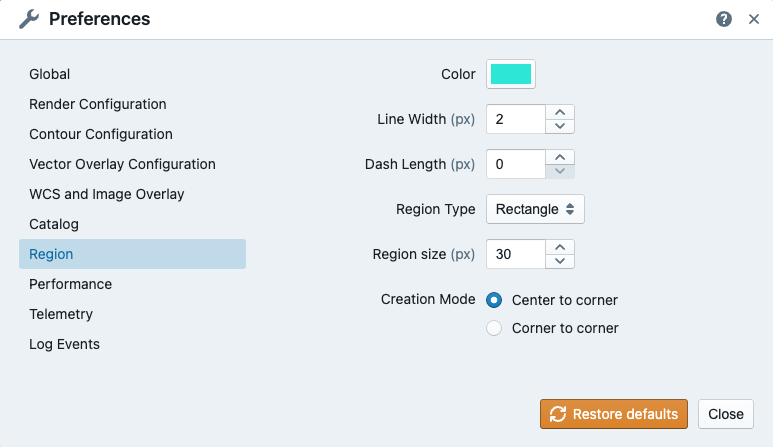 Preferences
Global
Render Configuration
Contour Configuration
Vector Overlay Configuration
WCS and Image Overlay
Catalog
Region
Performance
Telemetry
Log Events
Color
Line Width (px) 2
Dash Length (px) 0
Region Type Rectangle
Region size (px) 30
Creation Mode Center to corner
Corner to corner
Restore defaults Close